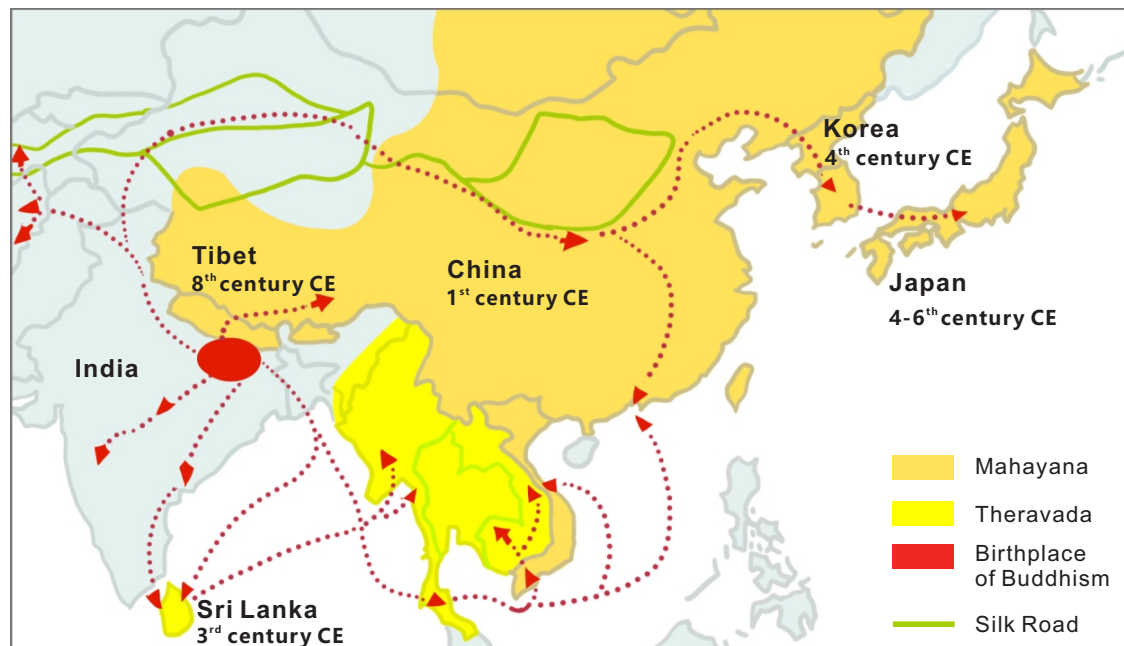 Korea
4th century CE
Tibet
8th century CE
China
1st century CE
Japan
4-6th century CE
India
Mahayana
Theravada
Birthplace
of Buddhism
Sri Lanka
3rd century CE
Silk Road